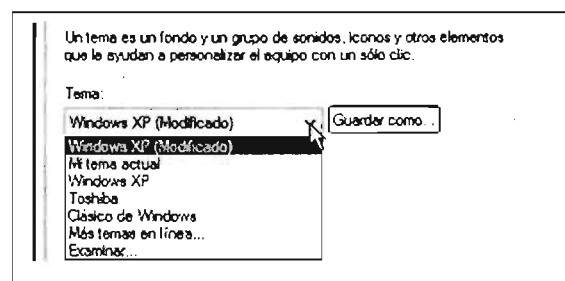 Un tema es un fondo y un grupo de sonidos, iconos y otros elementos
que le ayudan a personalizar el equipo con un sólo clic.
Tema:
Windows XP (Modificado)
Guardar como...
Windows XP (Modificado)
Mi tema actual
Windows XP
Toshiba
Clásico de Windows
Más temas en línea...
Examinar...